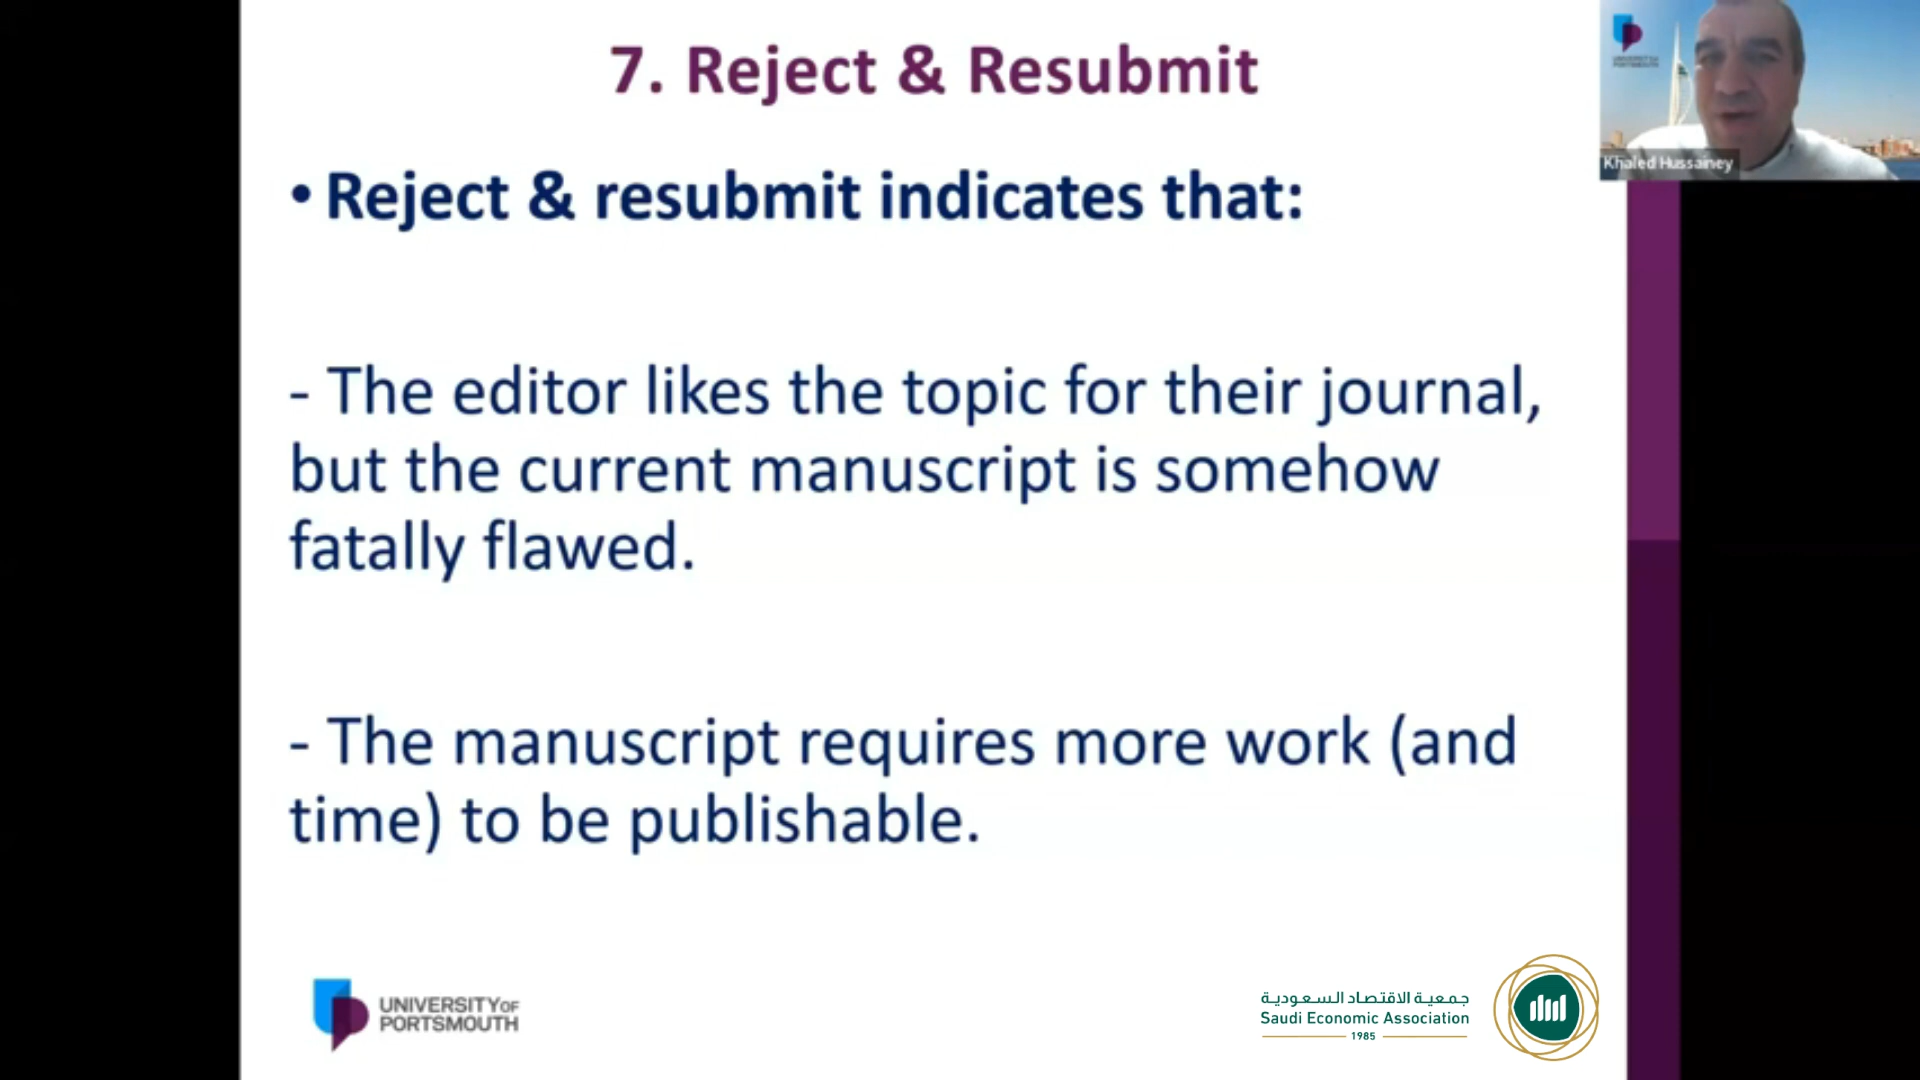 7. Reject & Resubmit
• Reject & resubmit indicates that:
- The editor likes the topic for their journal,
but the current manuscript is somehow
fatally flawed.
- The manuscript requires more work (and
time) to be publishable.
Khaled Hussainey
UNIVERSITY OF
PORTSMOUTH
جمعية الاقتصاد السعودية
Saudi Economic Association
1985